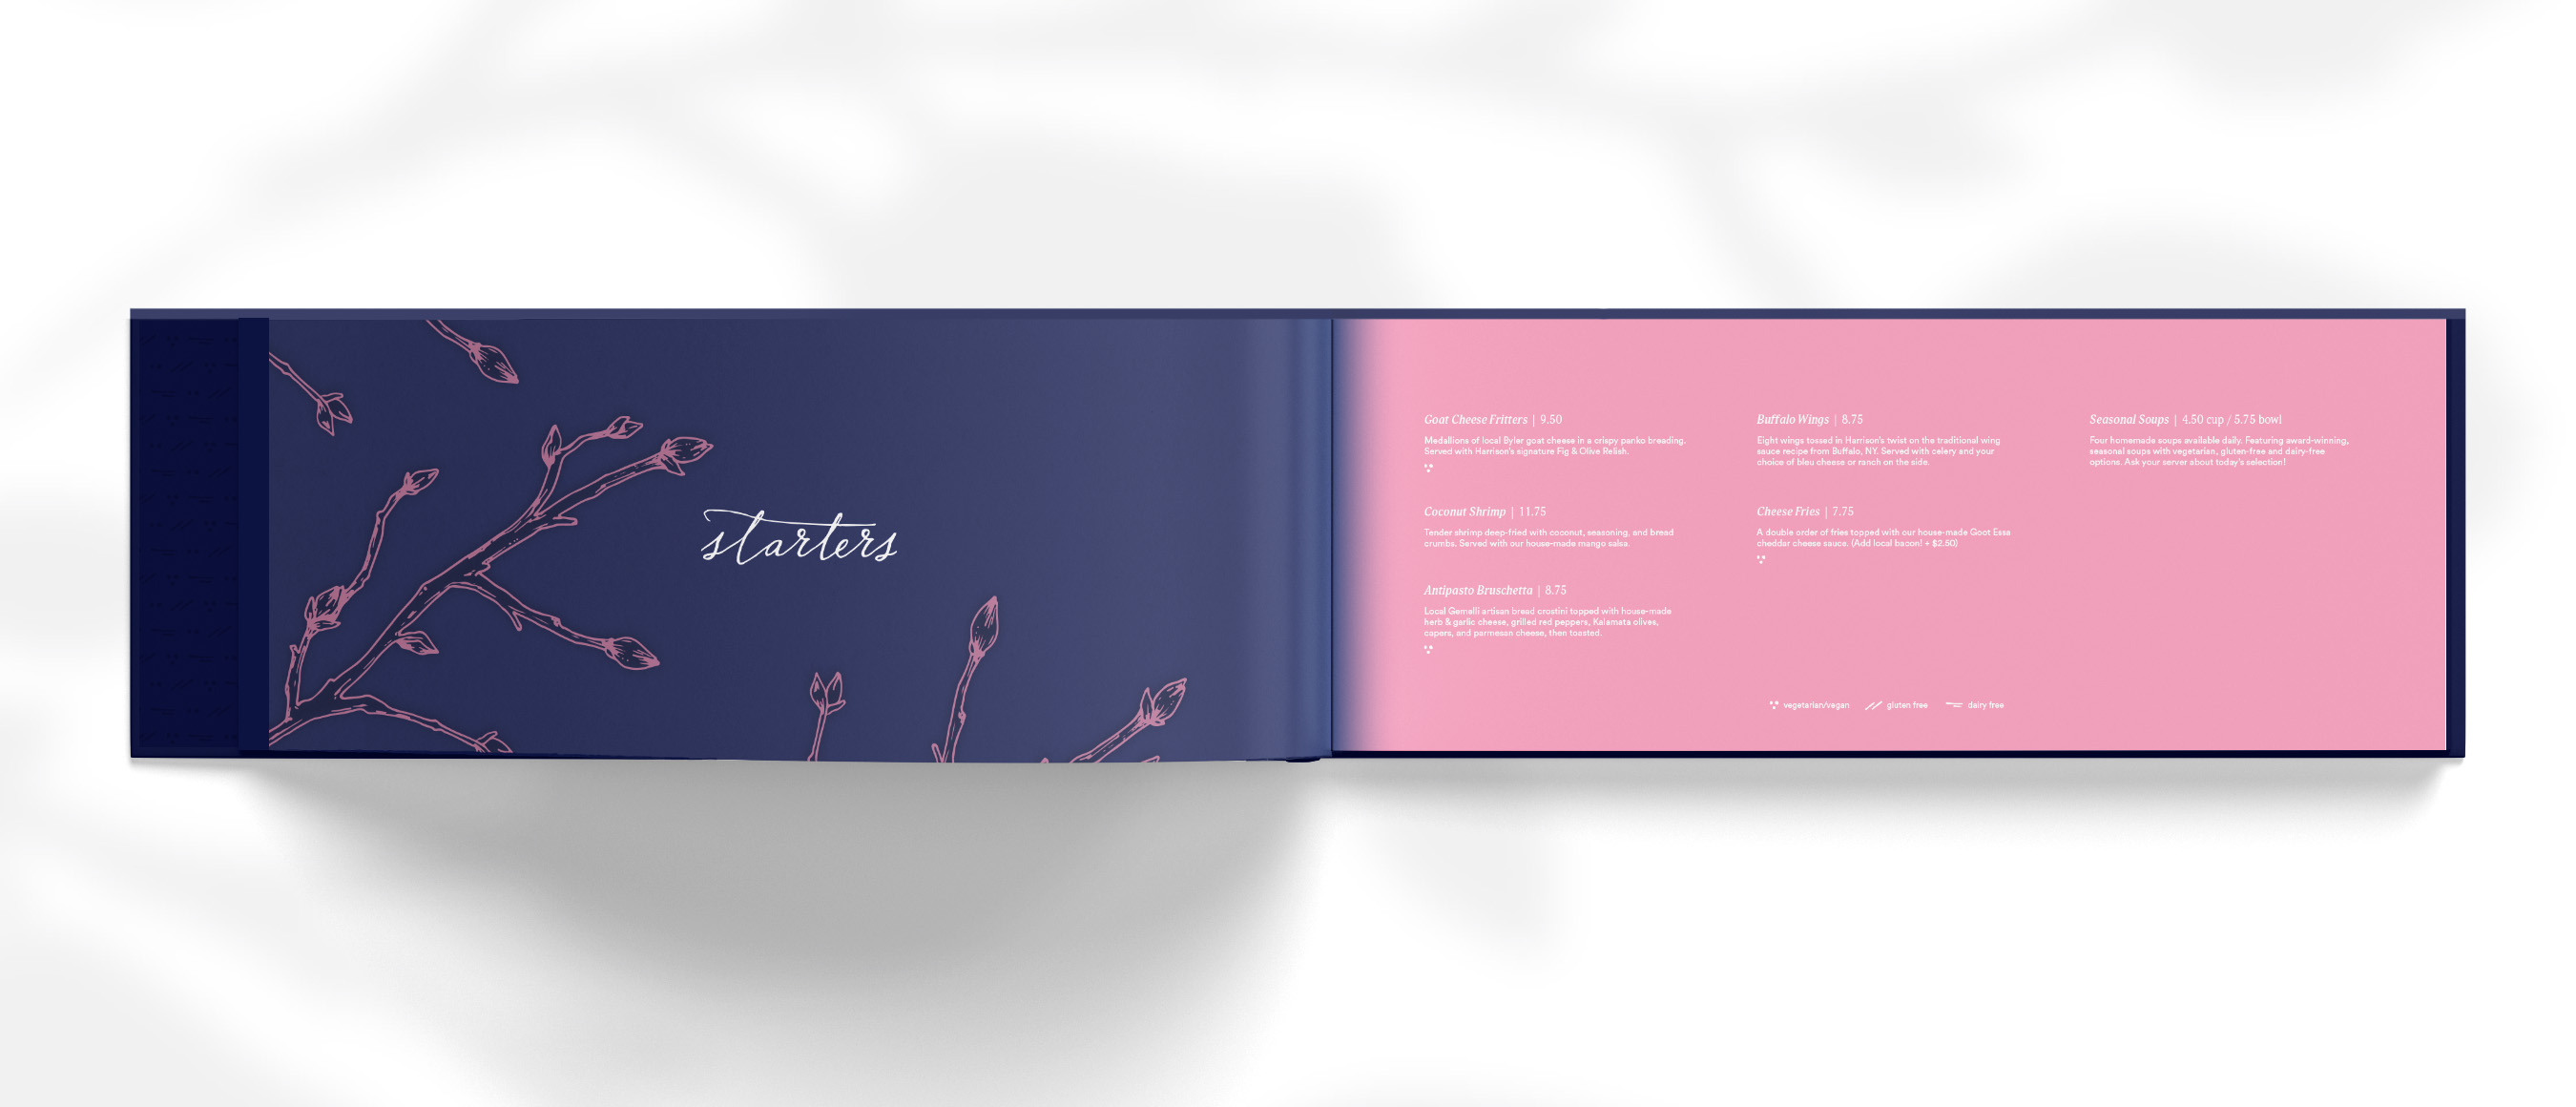 starters
Goat Cheese Fritters | 9.50
Medallions of local Byler goat cheese in a crispy panko breading.
Served with Harrison's signature Fig & Olive Relish.
Coconut Shrimp | 11.75
Tender shrimp deep-fried with coconut, seasoning, and bread
crumbs. Served with our house-made mango salsa.
Antipasto Bruschetta | 8.75
Local Gemelli artisan bread crostini topped with house-made
herb & garlic cheese, grilled red peppers, Kalamata olives,
capers, and parmesan cheese, then toasted.
Buffalo Wings | 8.75
Eight wings tossed in Harrison's twist on the traditional wing
sauce recipe from Buffalo, NY. Served with celery and your
choice of bleu cheese or ranch on the side.
Cheese Fries | 7.75
A double order of fries topped with our house-made Goot Essa
cheddar cheese sauce. (Add local bacon! + $2.50)
Seasonal Soups | 4.50 cup / 5.75 bowl
Four homemade soups available daily. Featuring award-winning,
seasonal soups with vegetarian, gluten-free and dairy-free
options. Ask your server about today's selection!
vegetarian/vegan gluten free dairy free